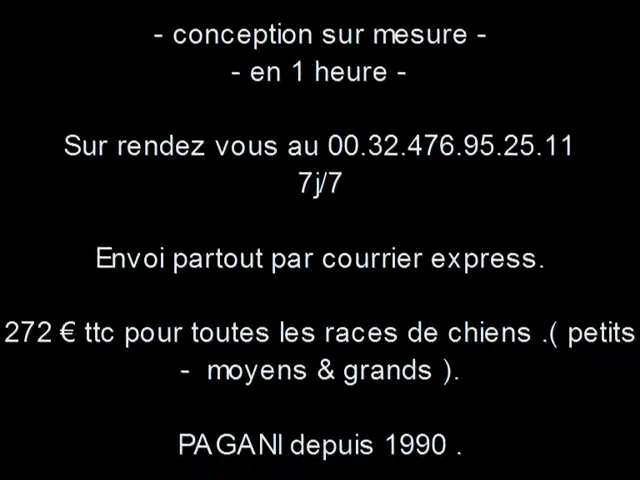 - conception sur mesure -
- en 1 heure -
Sur rendez vous au 00.32.476.95.25.11
7j/7
Envoi partout par courrier express.
272 € ttc pour toutes les races de chiens .( petits
- moyens & grands ).
PAGANI depuis 1990 .